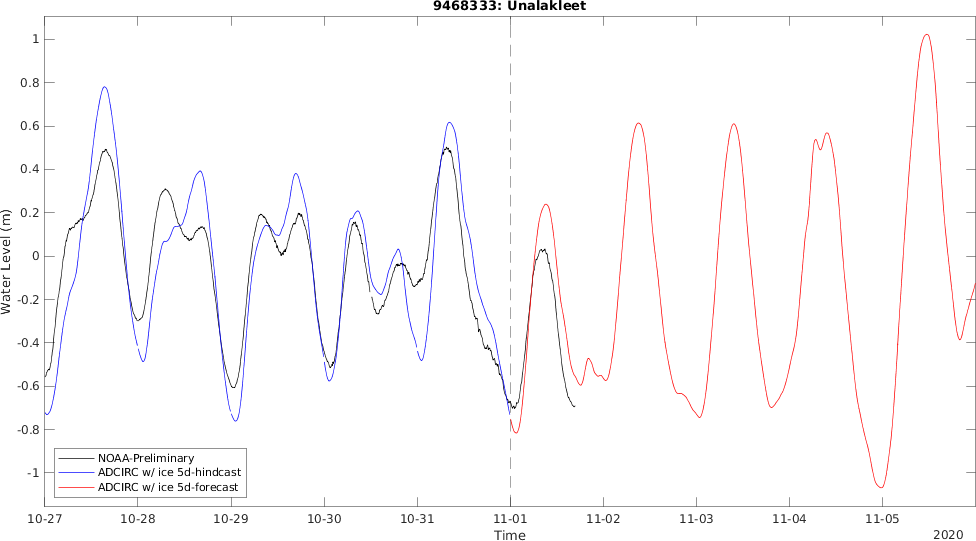 9468333: Unalakleet
Water Level (m)
1
0.8
0.6
0.4
0.2
0
-0.2
-0.4
-0.6
-0.8
-1
NOAA-Preliminary
ADCIRC w/ ice 5d-hindcast
ADCIRC w/ ice 5d-forecast
10-27 10-28 10-29 10-30 10-31 11-01 11-02 11-03 11-04 11-05
Time
2020